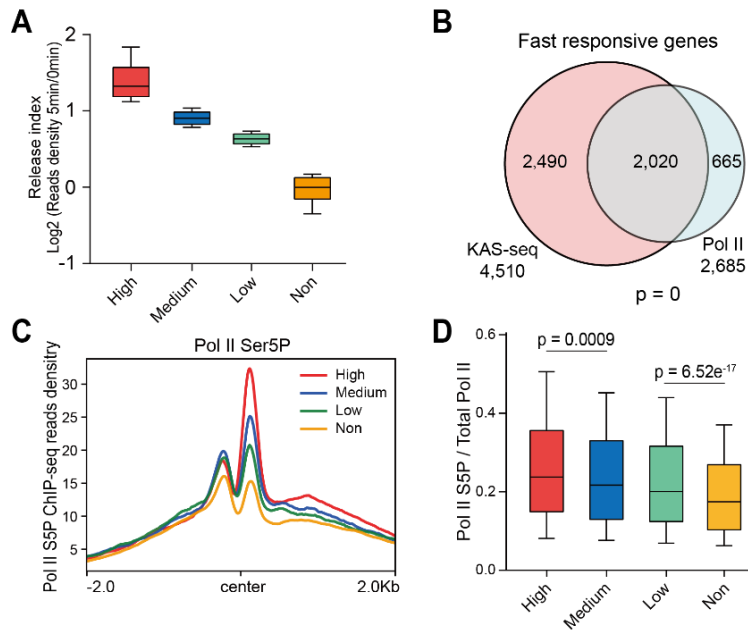 A
Release index
Log2 (Reads density 5min/0min)
2
1
0
-1
High
Medium
Low
Non
B
Fast responsive genes
2,490
2,020
665
KAS-seq
4,510
Pol II
2,685
p = 0
C
Pol II Ser5P
Pol II S5P ChIP-seq reads densitry
30
25
20
15
10
5
High
Medium
Low
Non
-2.0
center
2.0Kb
D
Pol II S5P / Total Pol II
0.6
0.4
0.2
0.0
p = 0.0009
p = 6.52e⁻¹⁷
High
Medium
Low
Non